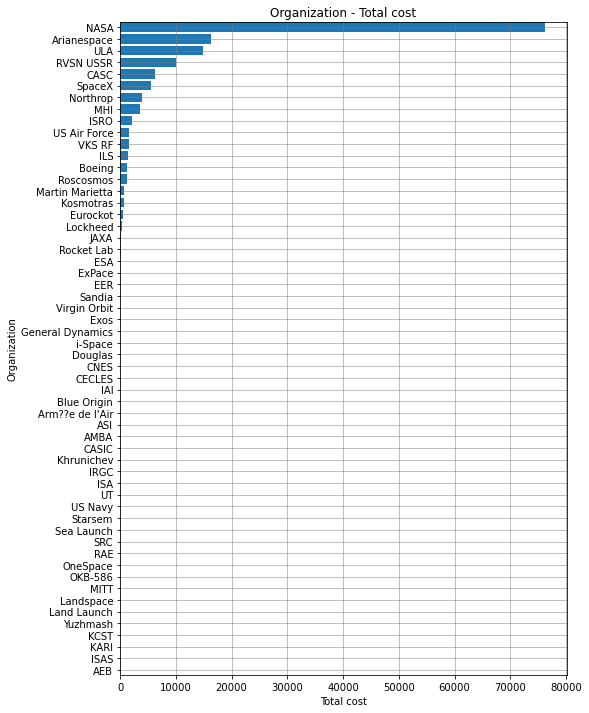 Organization - Total cost
NASA
Arianespace
ULA
RVSN USSR
CASC
SpaceX
Northrop
MHI
ISRO
US Air Force
VKS RF
ILS
Boeing
Roscosmos
Martin Marietta
Kosmotras
Eurockot
Lockheed
JAXA
Rocket Lab
ESA
ExPace
EER
Sandia
Virgin Orbit
Exos
General Dynamics
i-Space
Douglas
CNES
CECLES
IAI
Blue Origin
Arm??e de l'Air
ASI
AMBA
CASIC
Khrunichev
IRGC
ISA
UT
US Navy
Starsem
Sea Launch
SRC
RAE
OneSpace
OKB-586
MITT
Landspace
Land Launch
Yuzhmash
KCST
KARI
ISAS
AEB
Organization
0 10000 20000 30000 40000 50000 60000 70000 80000
Total cost